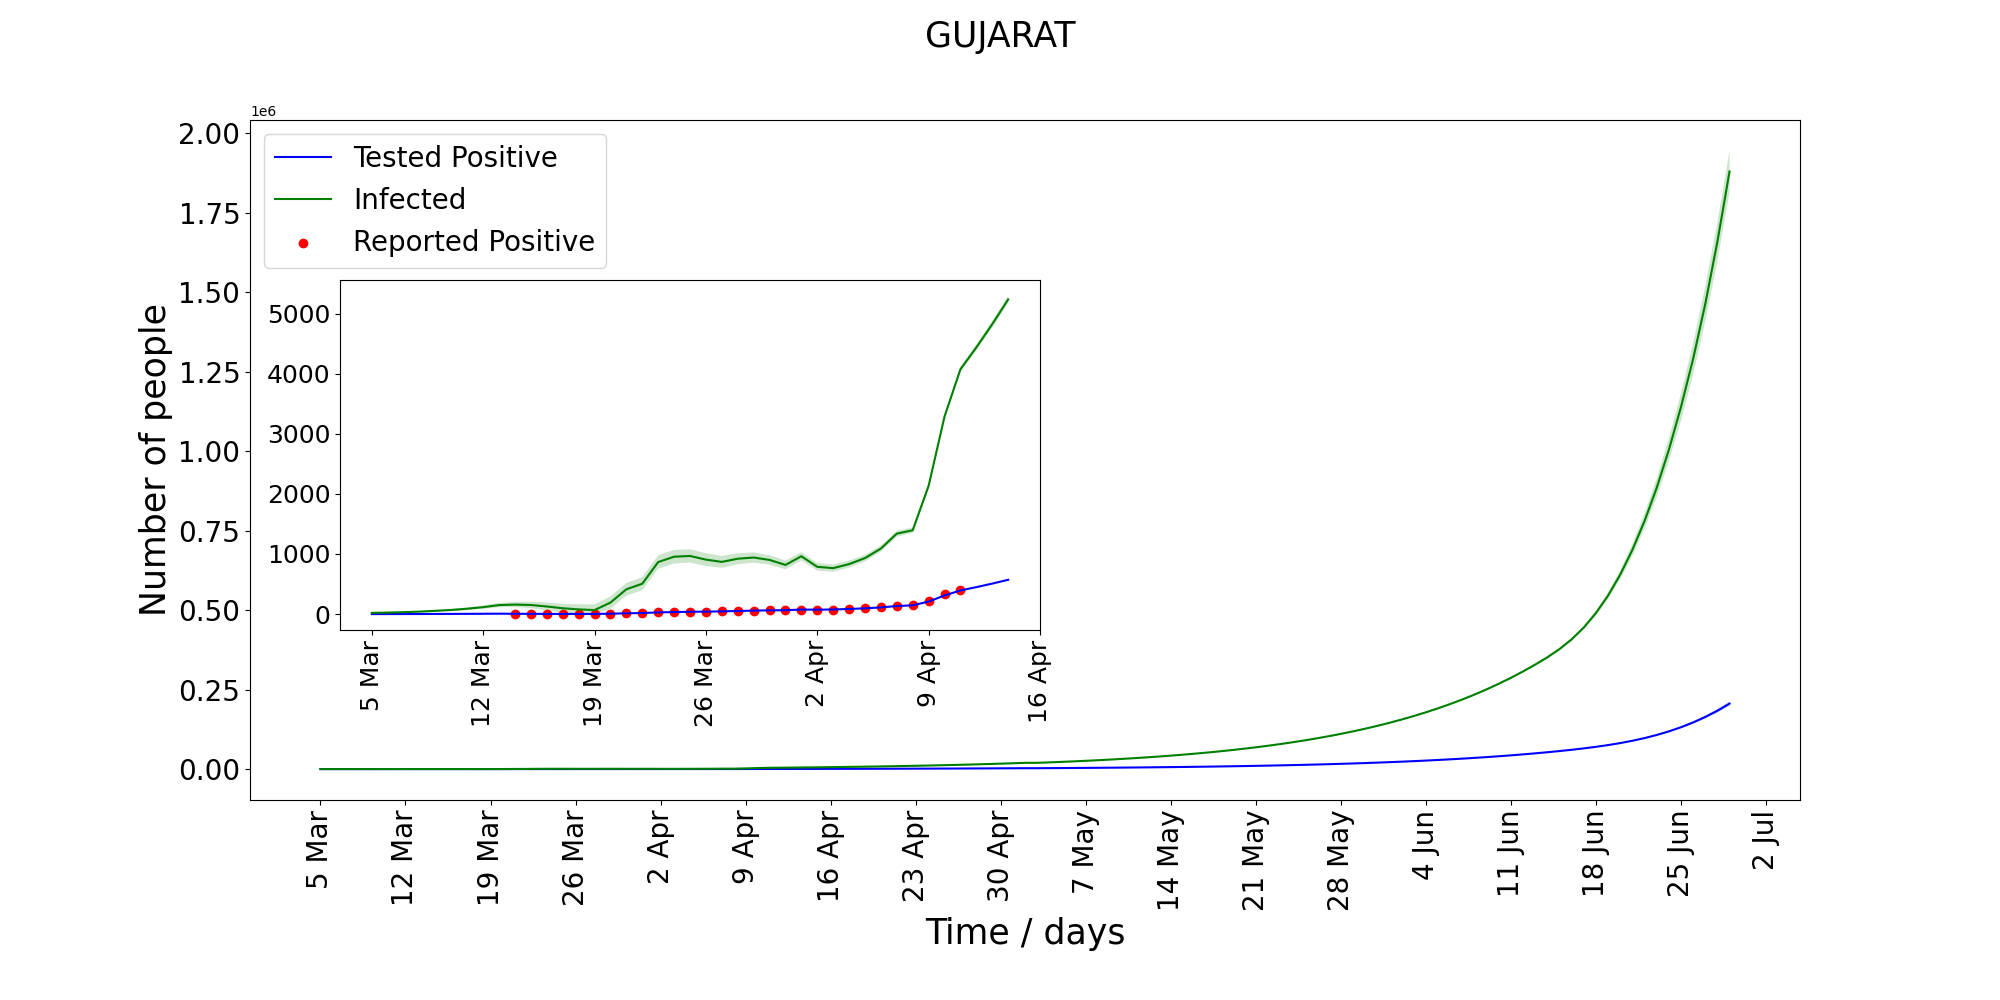 GUJARAT
1e6
2.00
1.75
1.50
1.25
1.00
0.75
0.50
0.25
0.00
Number of people
Tested Positive
Infected
Reported Positive
5000
4000
3000
2000
1000
0
5 Mar
12 Mar
19 Mar
26 Mar
2 Apr
9 Apr
16 Apr
5 Mar
12 Mar
19 Mar
26 Mar
2 Apr
9 Apr
16 Apr
23 Apr
30 Apr
7 May
14 May
21 May
28 May
4 Jun
11 Jun
18 Jun
25 Jun
2 Jul
Time / days